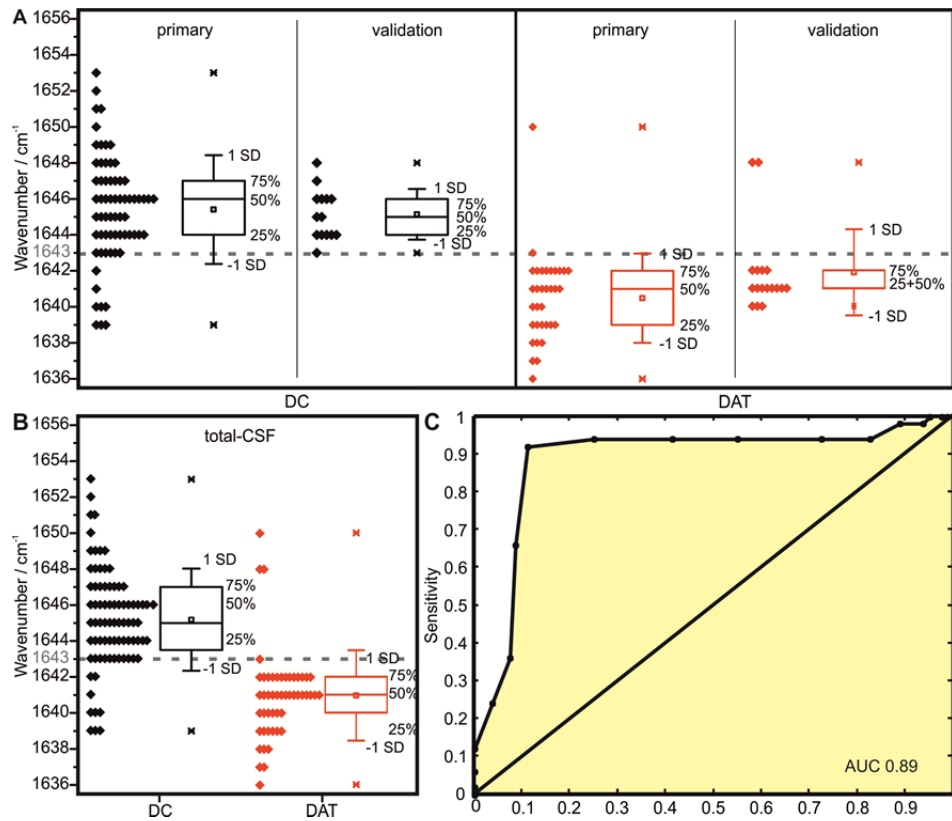 A
primary
validation
primary
validation
Wavenumber / cm⁻¹
1656
1654
1652
1650
1648
1646
1644
1643
1642
1640
1638
1636
1 SD
75%
50%
25%
-1 SD
1 SD
75%
50%
25%
-1 SD
1 SD
75%
50%
25%
-1 SD
1 SD
75%
25+50%
-1 SD
DC
DAT
B
total-CSF
Wavenumber / cm⁻¹
1656
1654
1652
1650
1648
1646
1644
1643
1642
1640
1638
1636
1 SD
75%
50%
25%
-1 SD
1 SD
75%
50%
25%
-1 SD
DC
DAT
C
Sensitivity
1
0.9
0.8
0.7
0.6
0.5
0.4
0.3
0.2
0.1
0
AUC 0.89
0 0.1 0.2 0.3 0.4 0.5 0.6 0.7 0.8 0.9